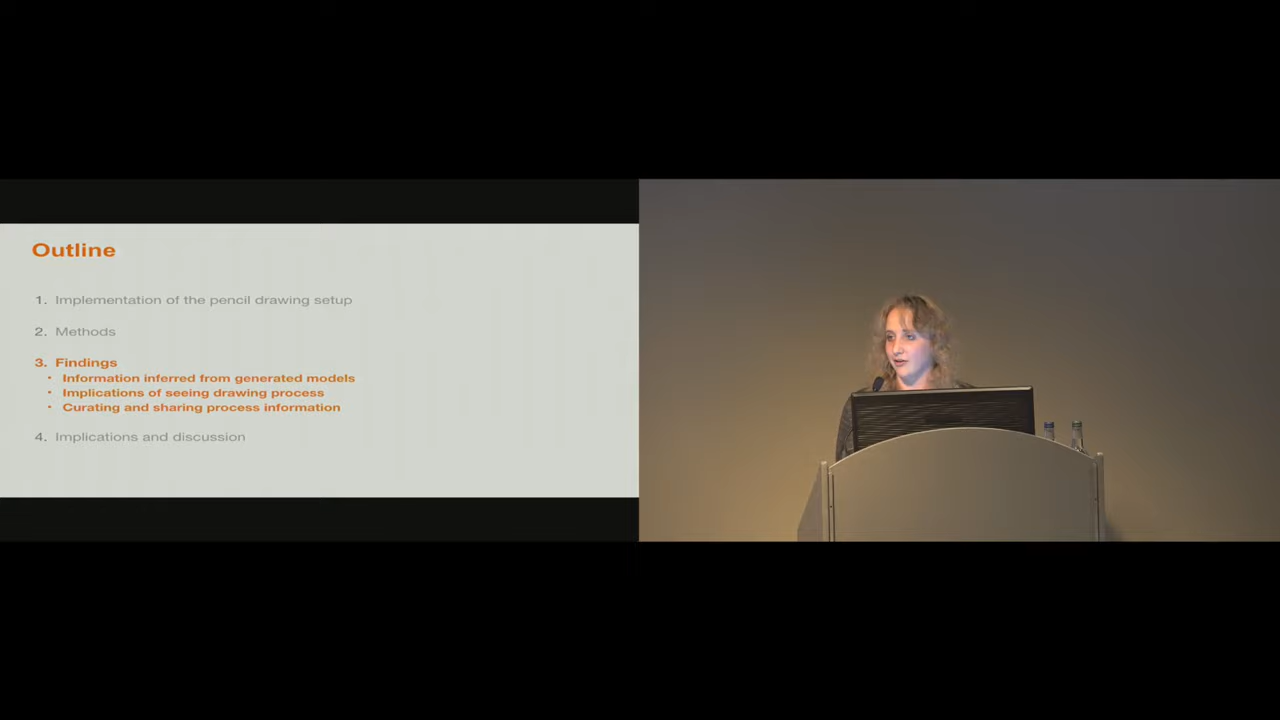 Outline
1. Implementation of the pencil drawing setup
2. Methods
3. Findings
• Information inferred from generated models
• Implications of seeing drawing process
• Curating and sharing process information
4. Implications and discussion